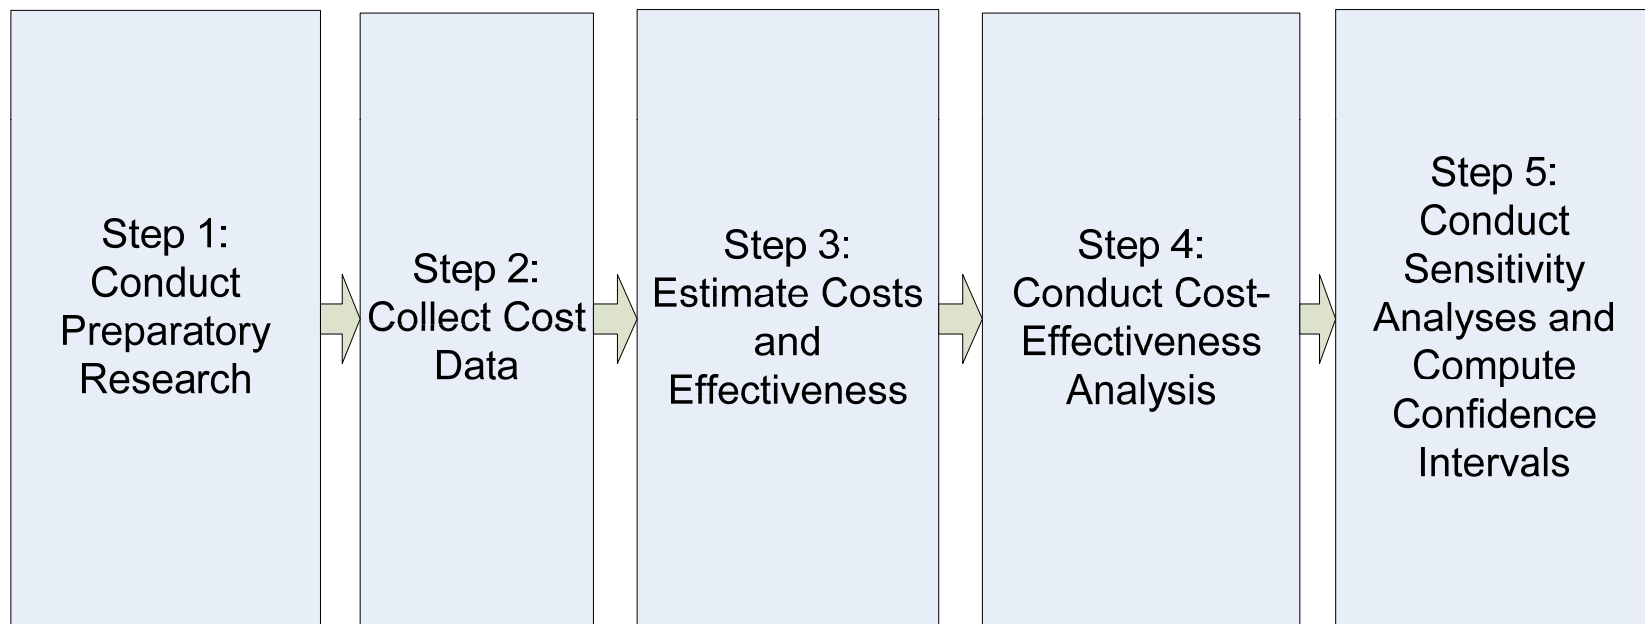 Step 1:
Conduct
Preparatory
Research
Step 2:
Collect Cost
Data
Step 3:
Estimate Costs
and
Effectiveness
Step 4:
Conduct Cost-
Effectiveness
Analysis
Step 5:
Conduct
Sensitivity
Analyses and
Compute
Confidence
Intervals